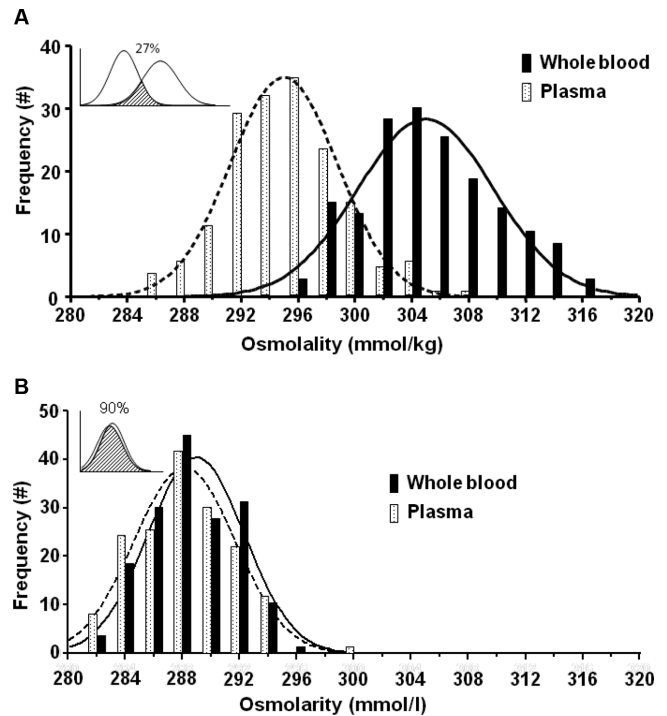 A
27%
Whole blood
Plasma
Frequency (#)
40
30
20
10
0
280 284 288 292 296 300 304 308 312 316 320
Osmolality (mmol/kg)
B
90%
Whole blood
Plasma
Frequency (#)
50
40
30
20
10
0
280 284 288 292 296 300 304 308 312 316 320
Osmolarity (mmol/l)